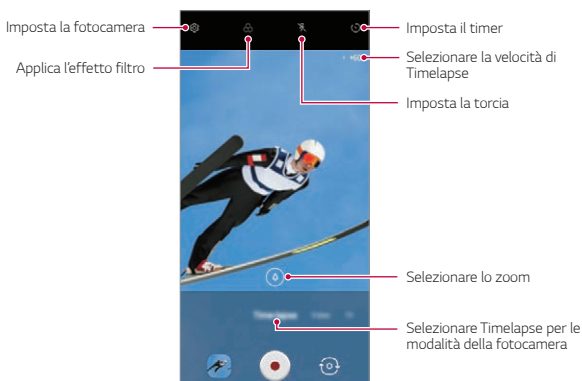 Imposta la fotocamera
Applica l'effetto filtro
Imposta il timer
Selezionare la velocità di
Timelapse
Imposta la torcia
Selezionare lo zoom
Timelapse
Selezionare Timelapse per le
modalità della fotocamera